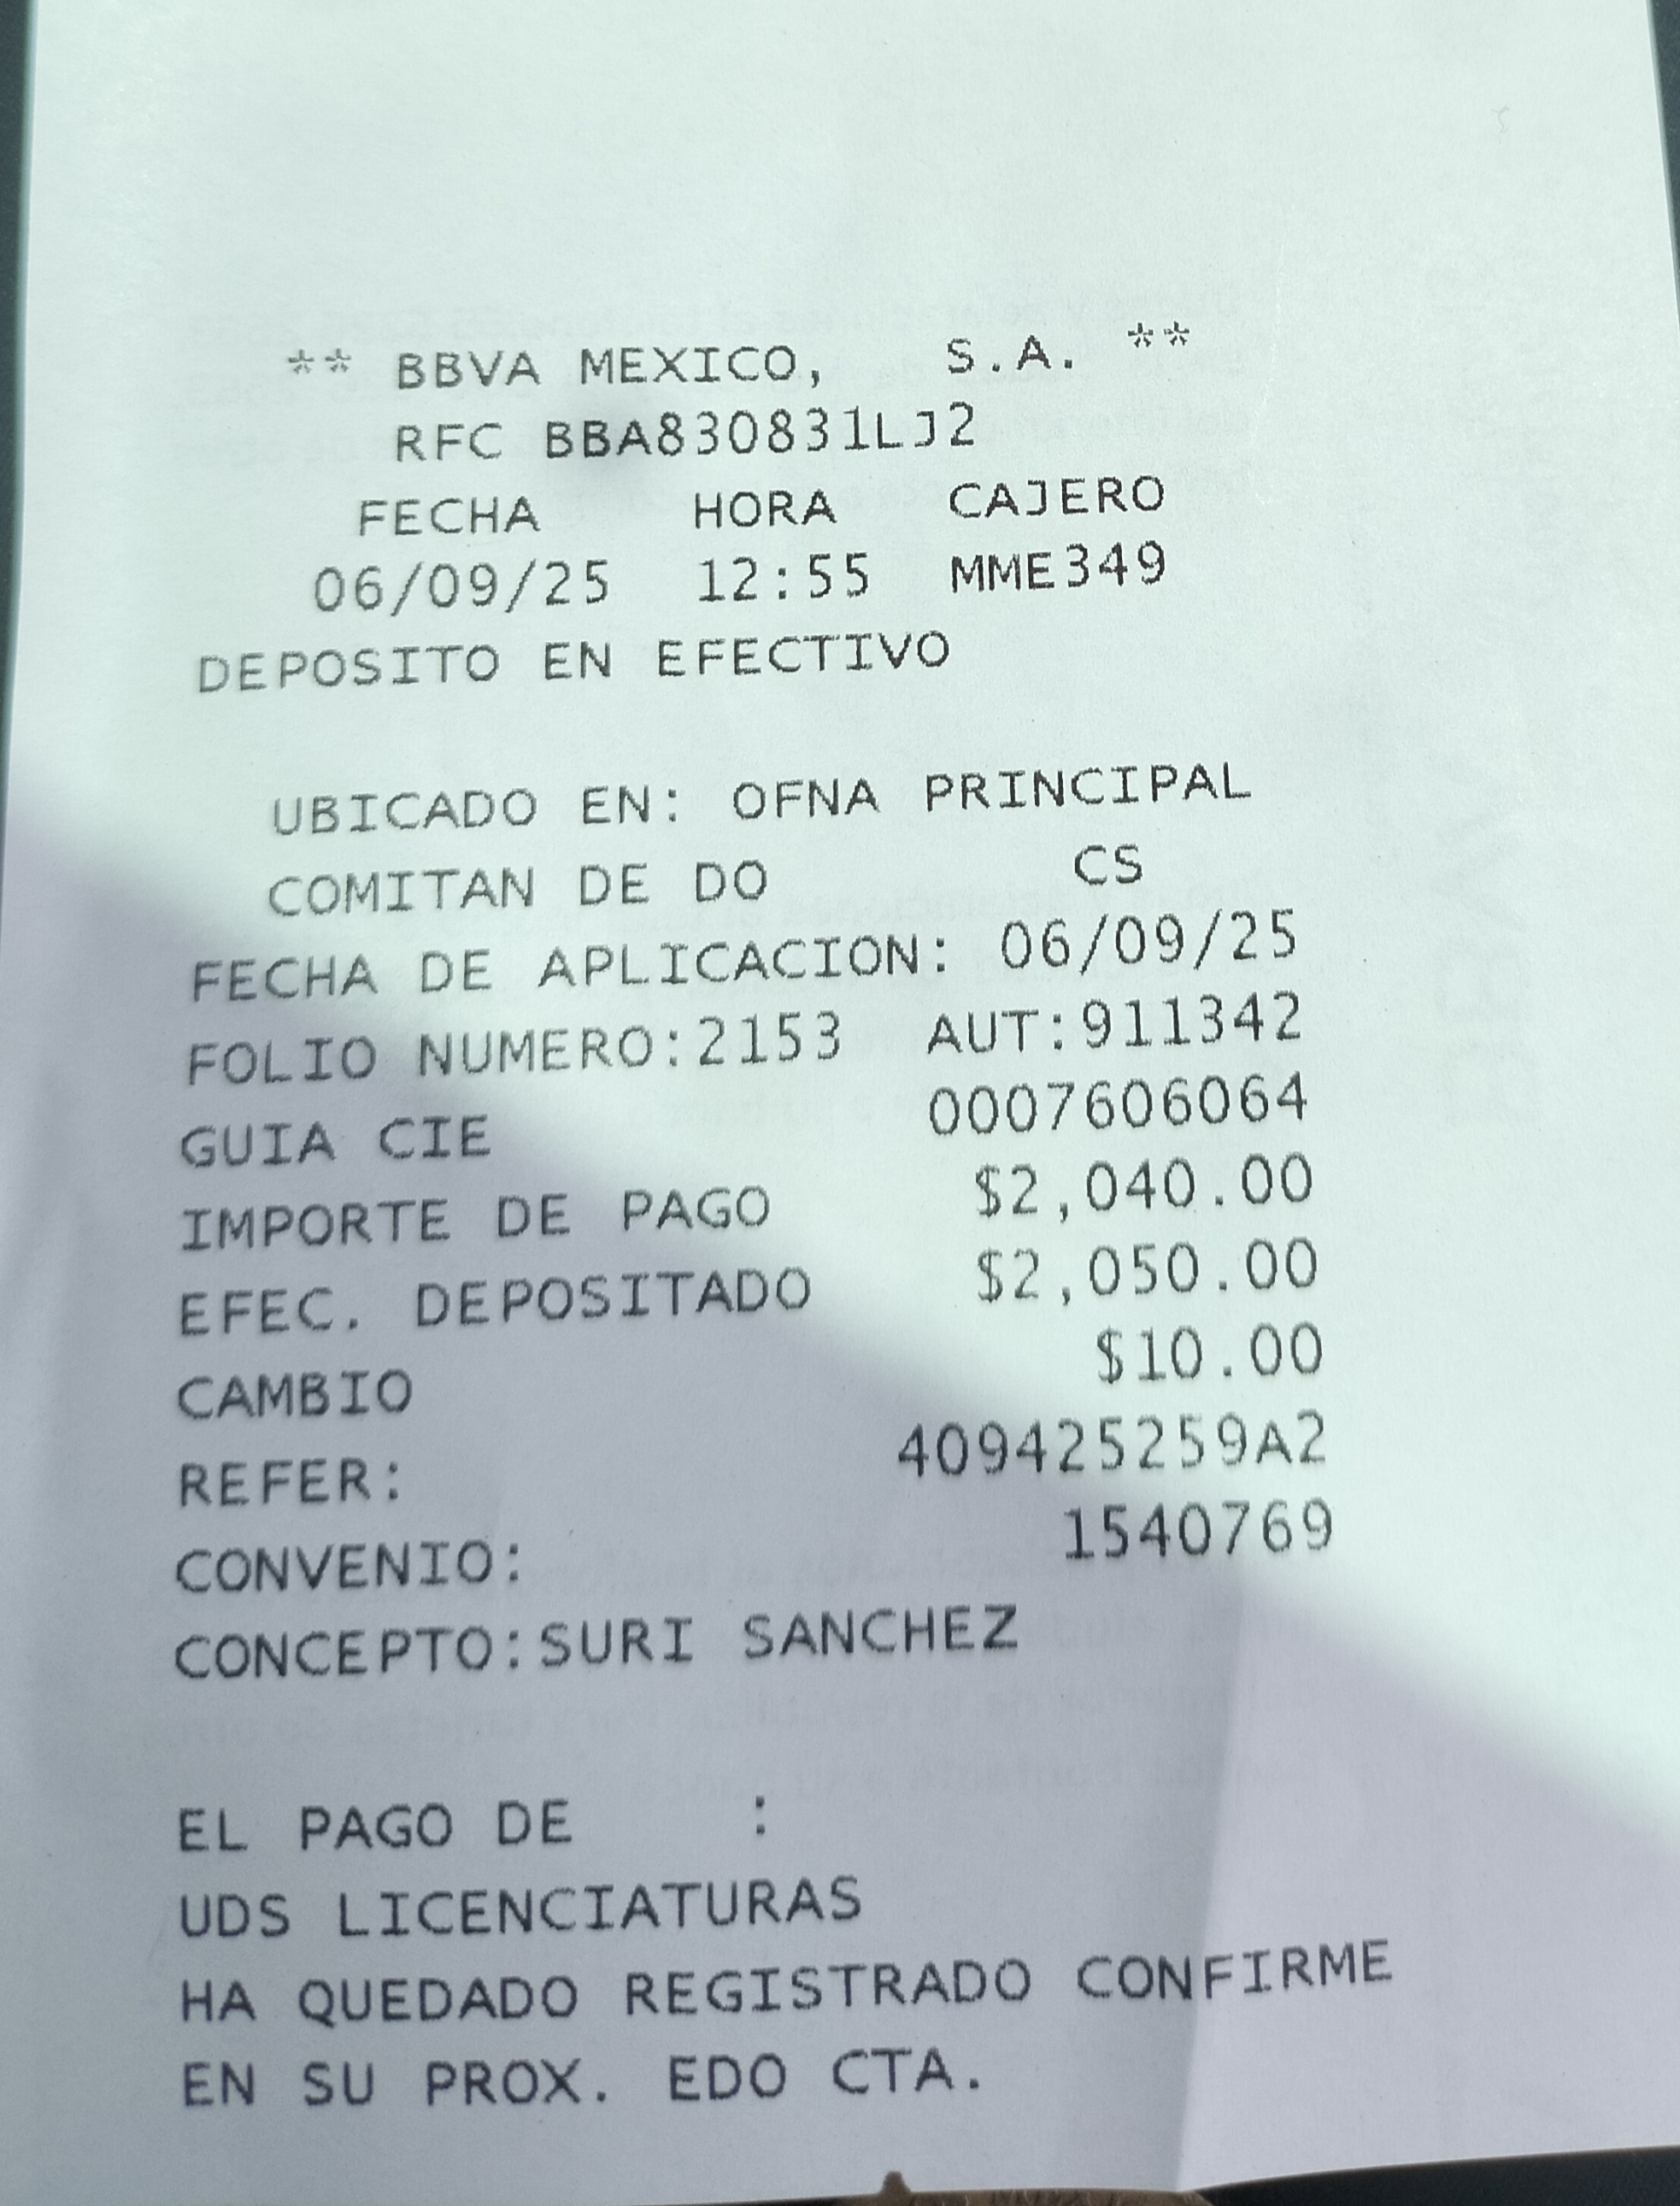 ** BBVA MEXICO, S.A. **
RFC BBA830831LJ2
FECHA HORA CAJERO
06/09/25 12:55 MME349
DEPOSITO EN EFECTIVO
UBICADO EN: OFNA PRINCIPAL
COMITAN DE DO CS
FECHA DE APLICACION: 06/09/25
FOLIO NUMERO:2153 AUT:911342
GUIA CIE 0007606064
IMPORTE DE PAGO $2,040.00
EFEC. DEPOSITADO $2,050.00
CAMBIO $10.00
REFER: 409425259A2
CONVENIO: 1540769
CONCEPTO:SURI SANCHEZ
EL PAGO DE :
UDS LICENCIATURAS
HA QUEDADO REGISTRADO CONFIRME
EN SU PROX. EDO CTA.